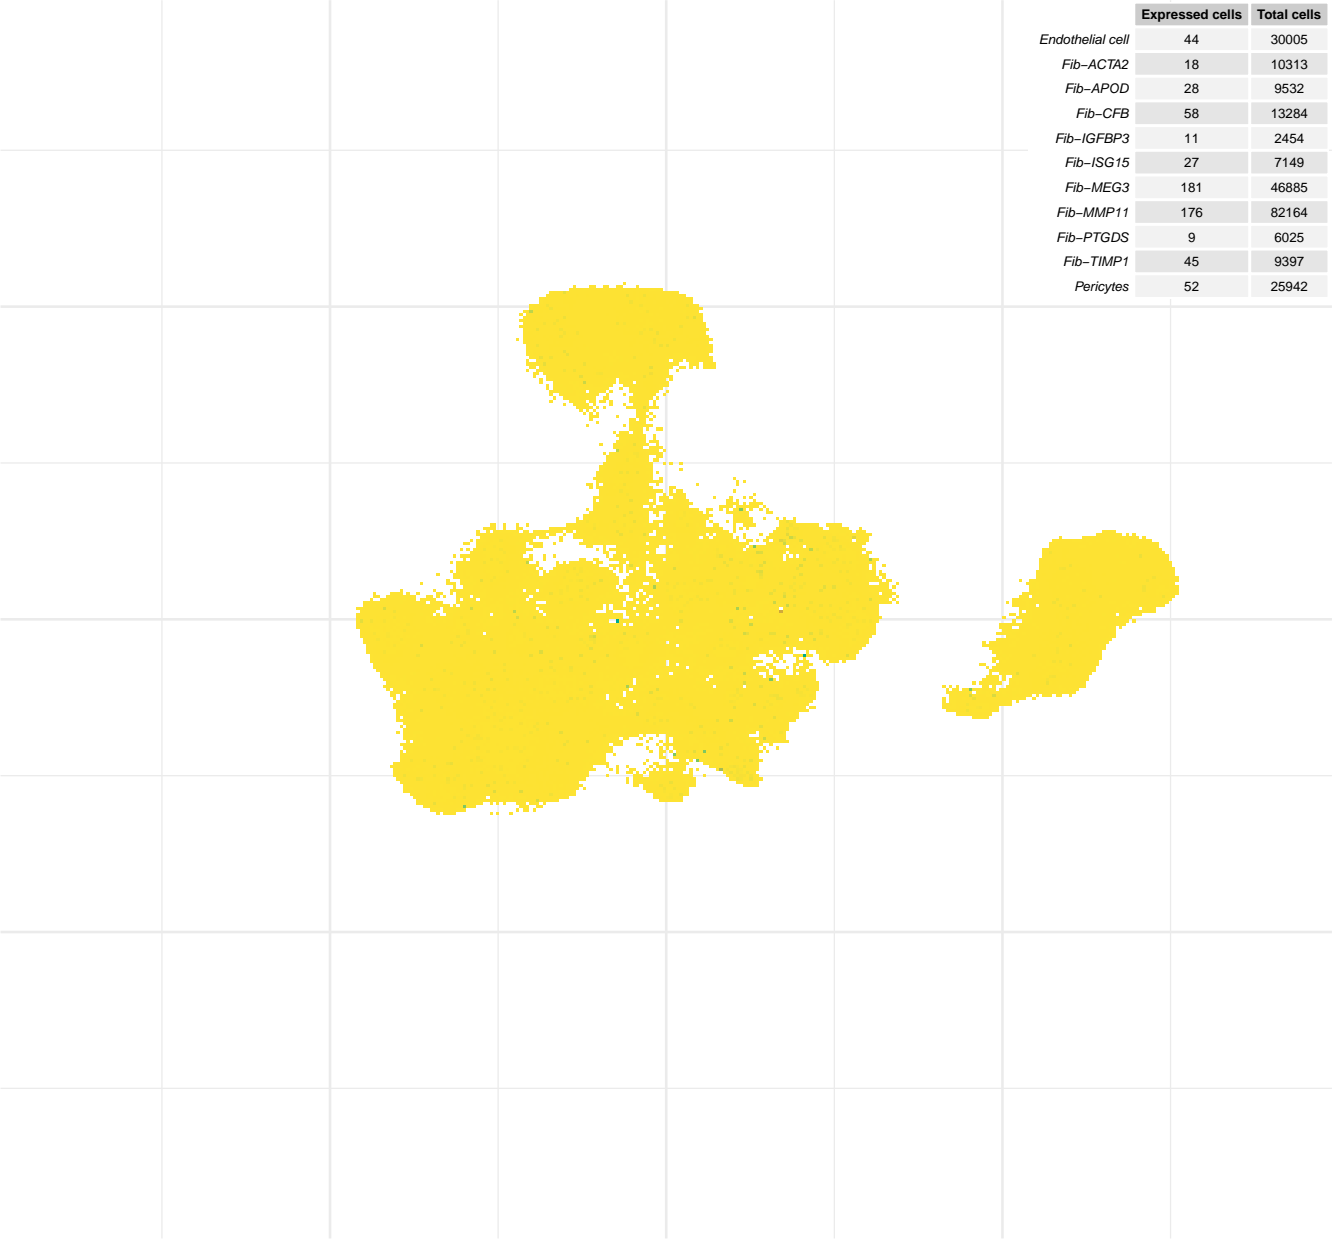 Expressed cells Total cells
Endothelial cell 44 30005
Fib−ACTA2 18 10313
Fib−APOD 28 9532
Fib−CFB 58 13284
Fib−IGFBP3 11 2454
Fib−ISG15 27 7149
Fib−MEG3 181 46885
Fib−MMP11 176 82164
Fib−PTGDS 9 6025
Fib−TIMP1 45 9397
Pericytes 52 25942